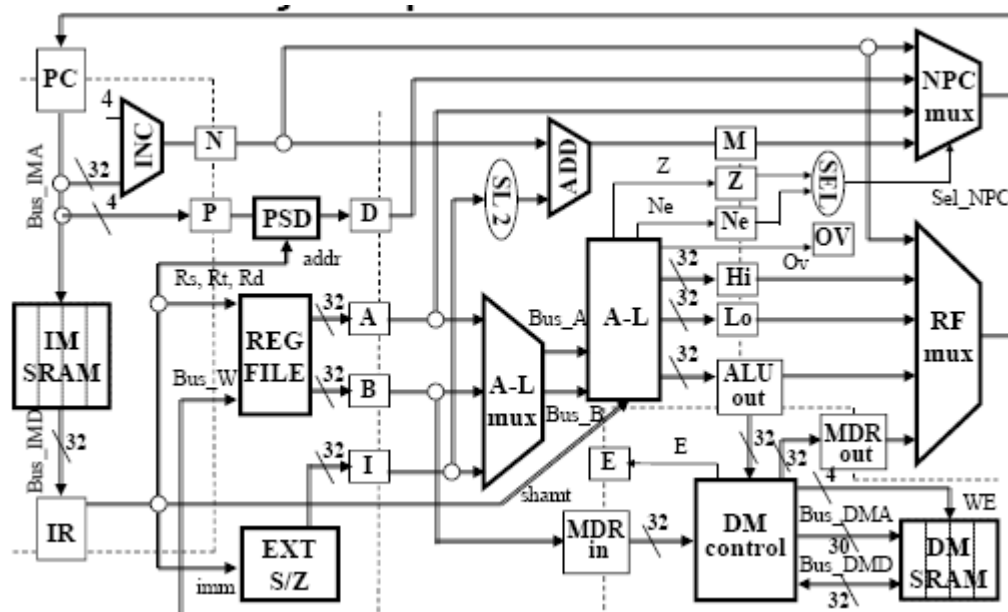 PC
NPC
mux
4
INC
N
ADD
M
32
Bus_IMA
4
P
PSD
D
SL 2
Z
Z
Ne
Ne
SEL
Sel_NPC
OV
Ov
addr
Rs, Rt, Rd
32
Hi
32
Lo
32
IM
SRAM
REG
FILE
32
A
Bus_A
A-L
RF
mux
Bus_W
32
B
A-L
mux
Bus_B
ALU
out
Bus_IMD
32
32
I
E
E
32
32
MDR
out
4
shamt
IR
EXT
S/Z
imm
MDR
in
32
DM
control
WE
Bus_DMA
30
Bus_DMD
32
DM
SRAM